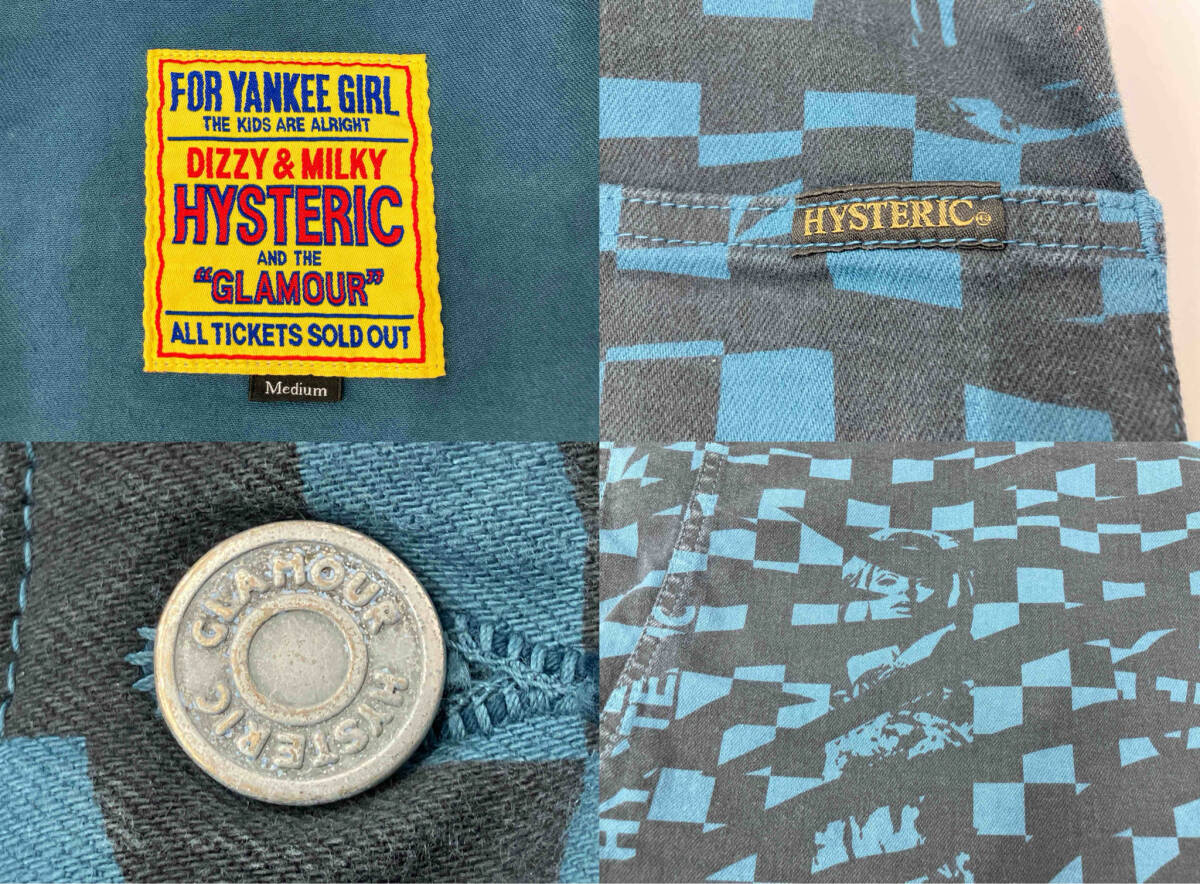 FOR YANKEE GIRL
THE KIDS ARE ALRIGHT
DIZZY & MILKY
HYSTERIC
AND THE
"GLAMOUR"
ALL TICKETS SOLD OUT
Medium
HYSTERIC
GLAMOUR
HYSTERIC